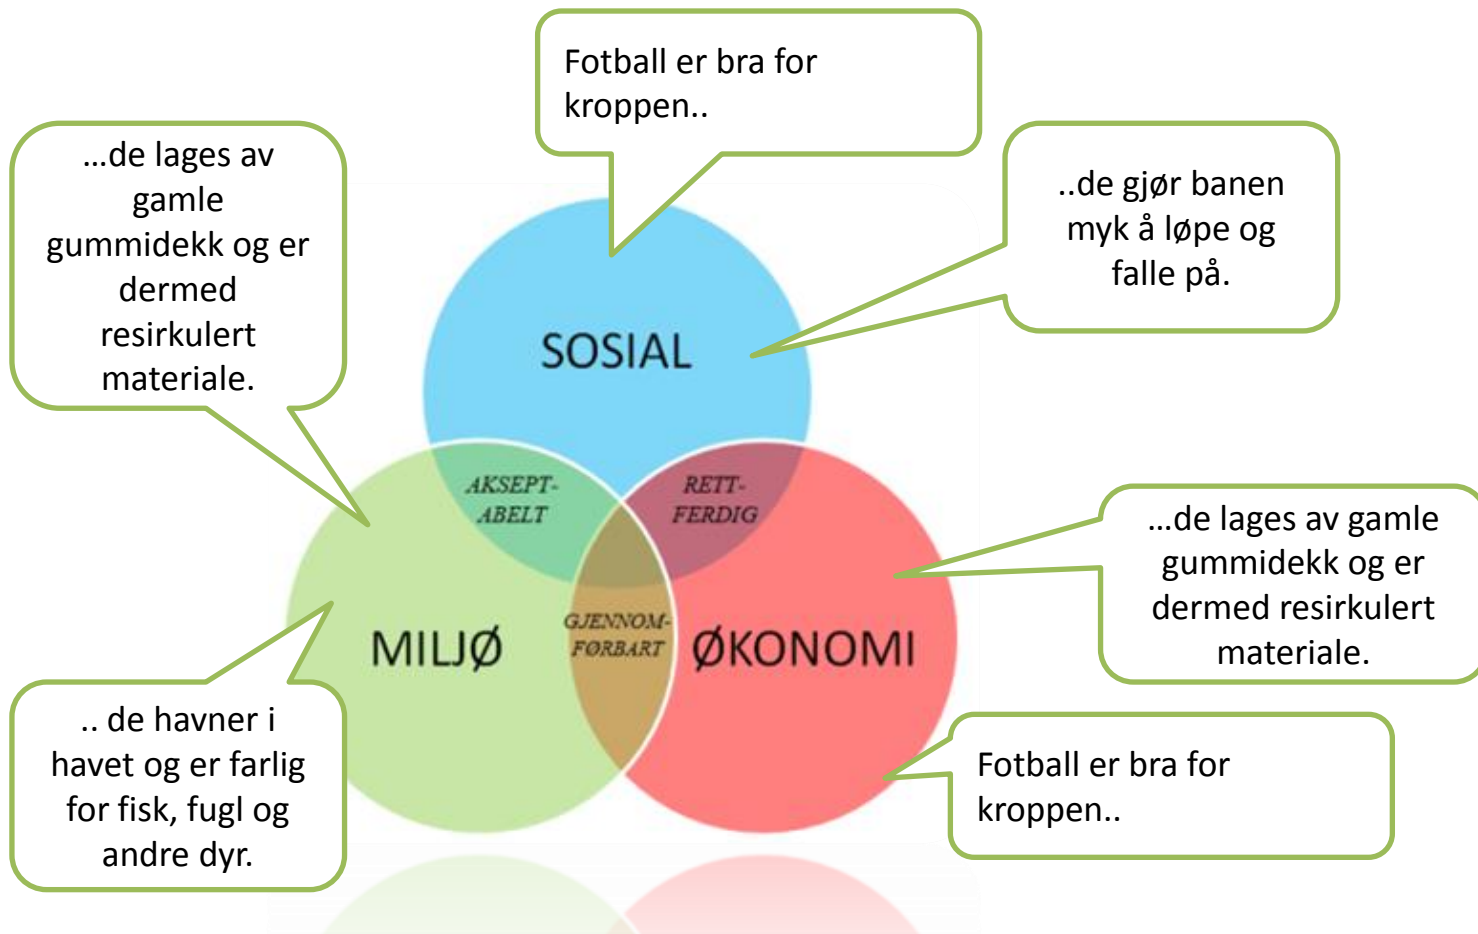 Fotball er bra for
kroppen..
…de lages av
gamle
gummidekk og er
dermed
resirkulert
materiale.
..de gjør banen
myk å løpe og
falle på.
SOSIAL
AKSEPT-
ABELT
RETT-
FERDIG
…de lages av gamle
gummidekk og er
dermed resirkulert
materiale.
MILJØ
GJENNOM-
FØRBART
ØKONOMI
.. de havner i
havet og er farlig
for fisk, fugl og
andre dyr.
Fotball er bra for
kroppen..